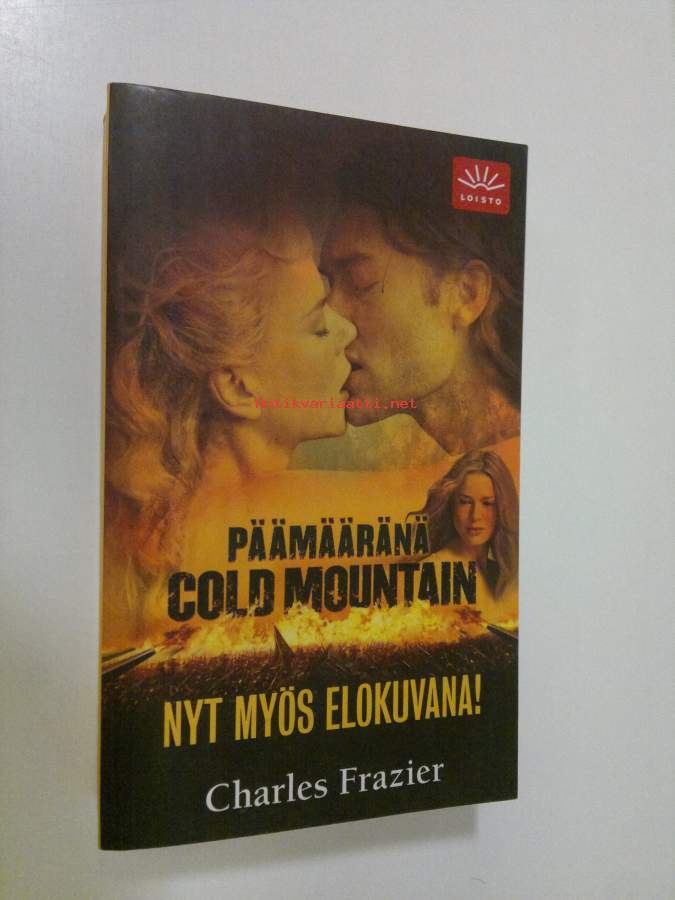 LOISTO
Antikvariaatti.net
PÄÄMÄÄRÄNÄ
COLD MOUNTAIN
NYT MYÖS ELOKUVANA!
Charles Frazier